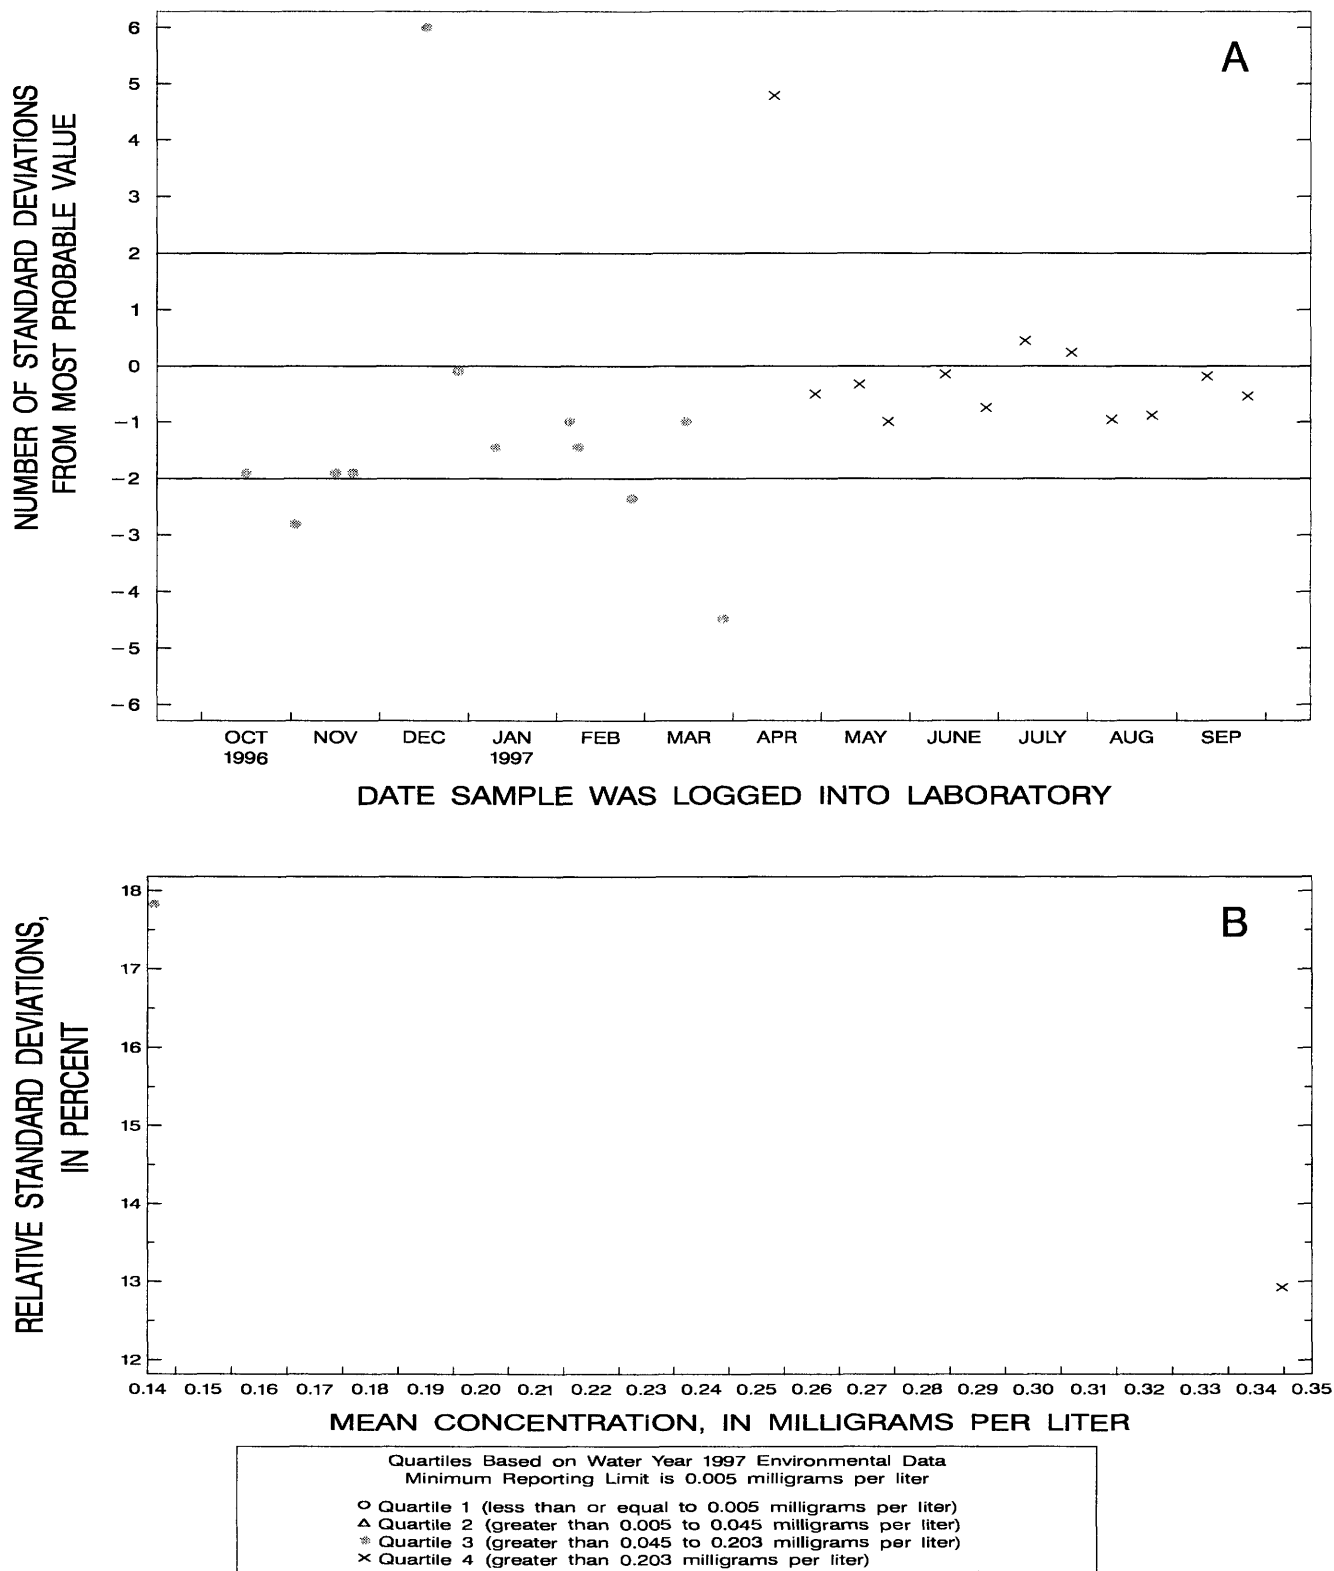 A
NUMBER OF STANDARD DEVIATIONS
FROM MOST PROBABLE VALUE
6
5
4
3
2
1
0
−1
−2
−3
−4
−5
−6
OCT NOV DEC JAN FEB MAR APR MAY JUNE JULY AUG SEP
1996 1997
DATE SAMPLE WAS LOGGED INTO LABORATORY
B
RELATIVE STANDARD DEVIATIONS,
IN PERCENT
18
17
16
15
14
13
12
0.14 0.15 0.16 0.17 0.18 0.19 0.20 0.21 0.22 0.23 0.24 0.25 0.26 0.27 0.28 0.29 0.30 0.31 0.32 0.33 0.34 0.35
MEAN CONCENTRATION, IN MILLIGRAMS PER LITER
Quartiles Based on Water Year 1997 Environmental Data
Minimum Reporting Limit is 0.005 milligrams per liter
Quartile 1 (less than or equal to 0.005 milligrams per liter)
Quartile 2 (greater than 0.005 to 0.045 milligrams per liter)
Quartile 3 (greater than 0.045 to 0.203 milligrams per liter)
Quartile 4 (greater than 0.203 milligrams per liter)